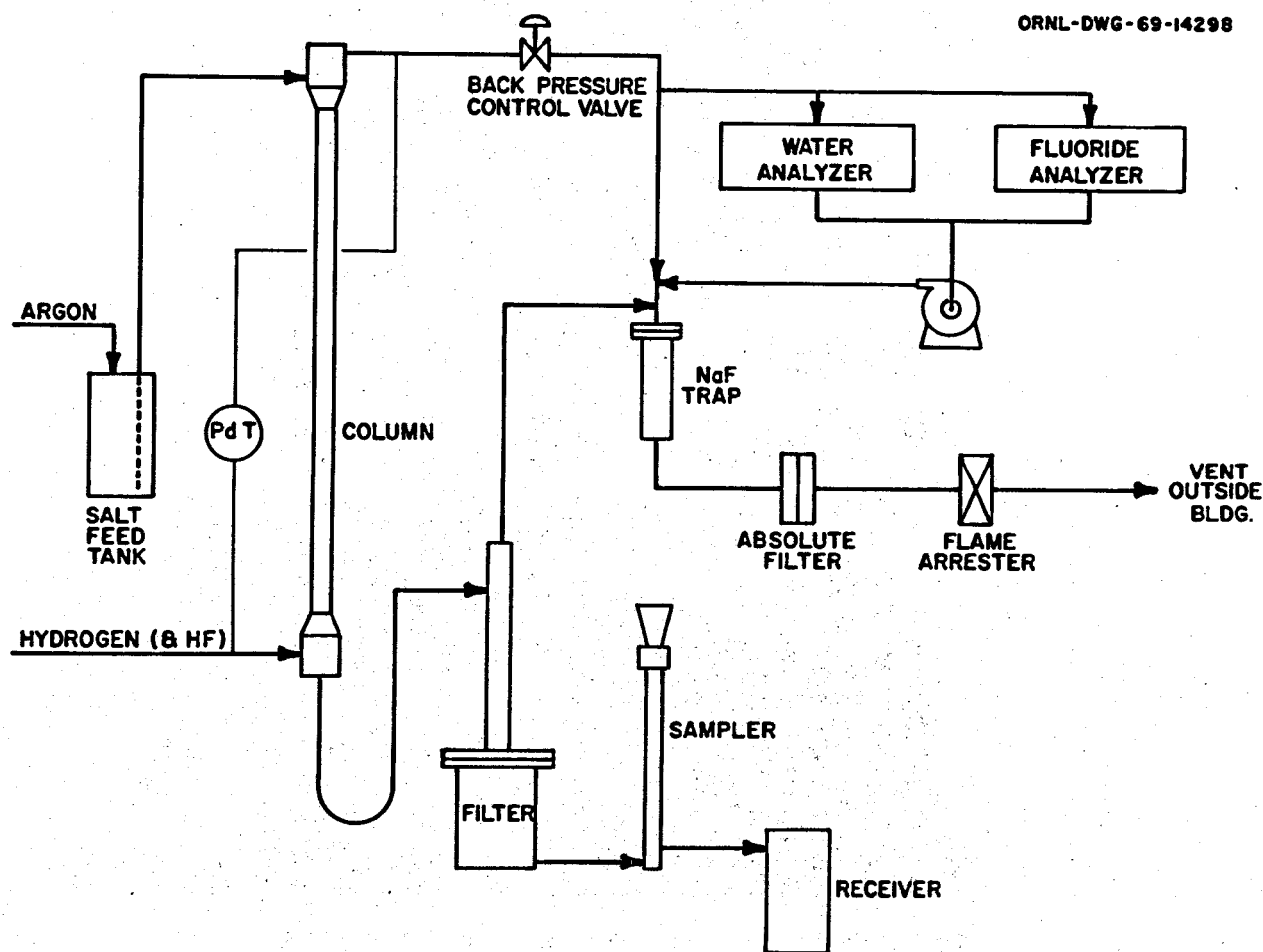 ORNL-DWG-69-14298
BACK PRESSURE
CONTROL VALVE
WATER
ANALYZER
FLUORIDE
ANALYZER
ARGON
NaF
TRAP
Pd T
COLUMN
SALT
FEED
TANK
VENT
OUTSIDE
BLDG.
ABSOLUTE
FILTER
FLAME
ARRESTER
HYDROGEN (& HF)
SAMPLER
FILTER
RECEIVER